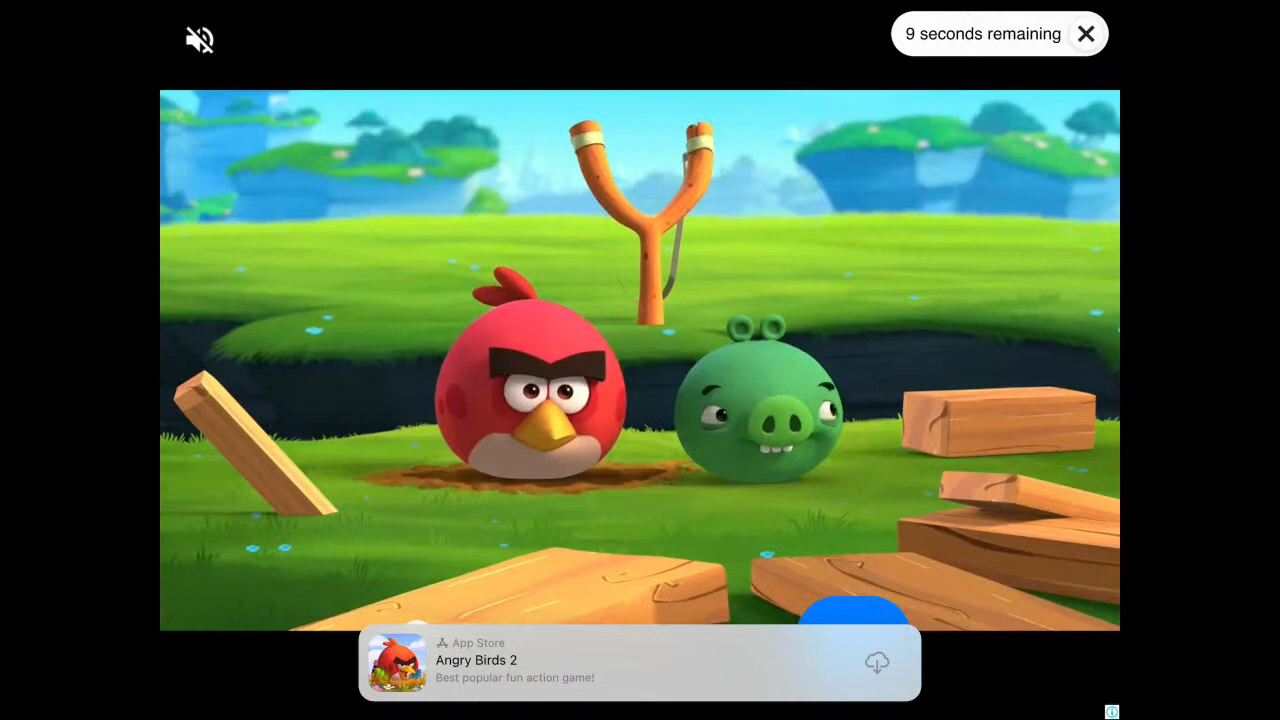 9 seconds remaining
App Store
Angry Birds 2
Best popular fun action game!